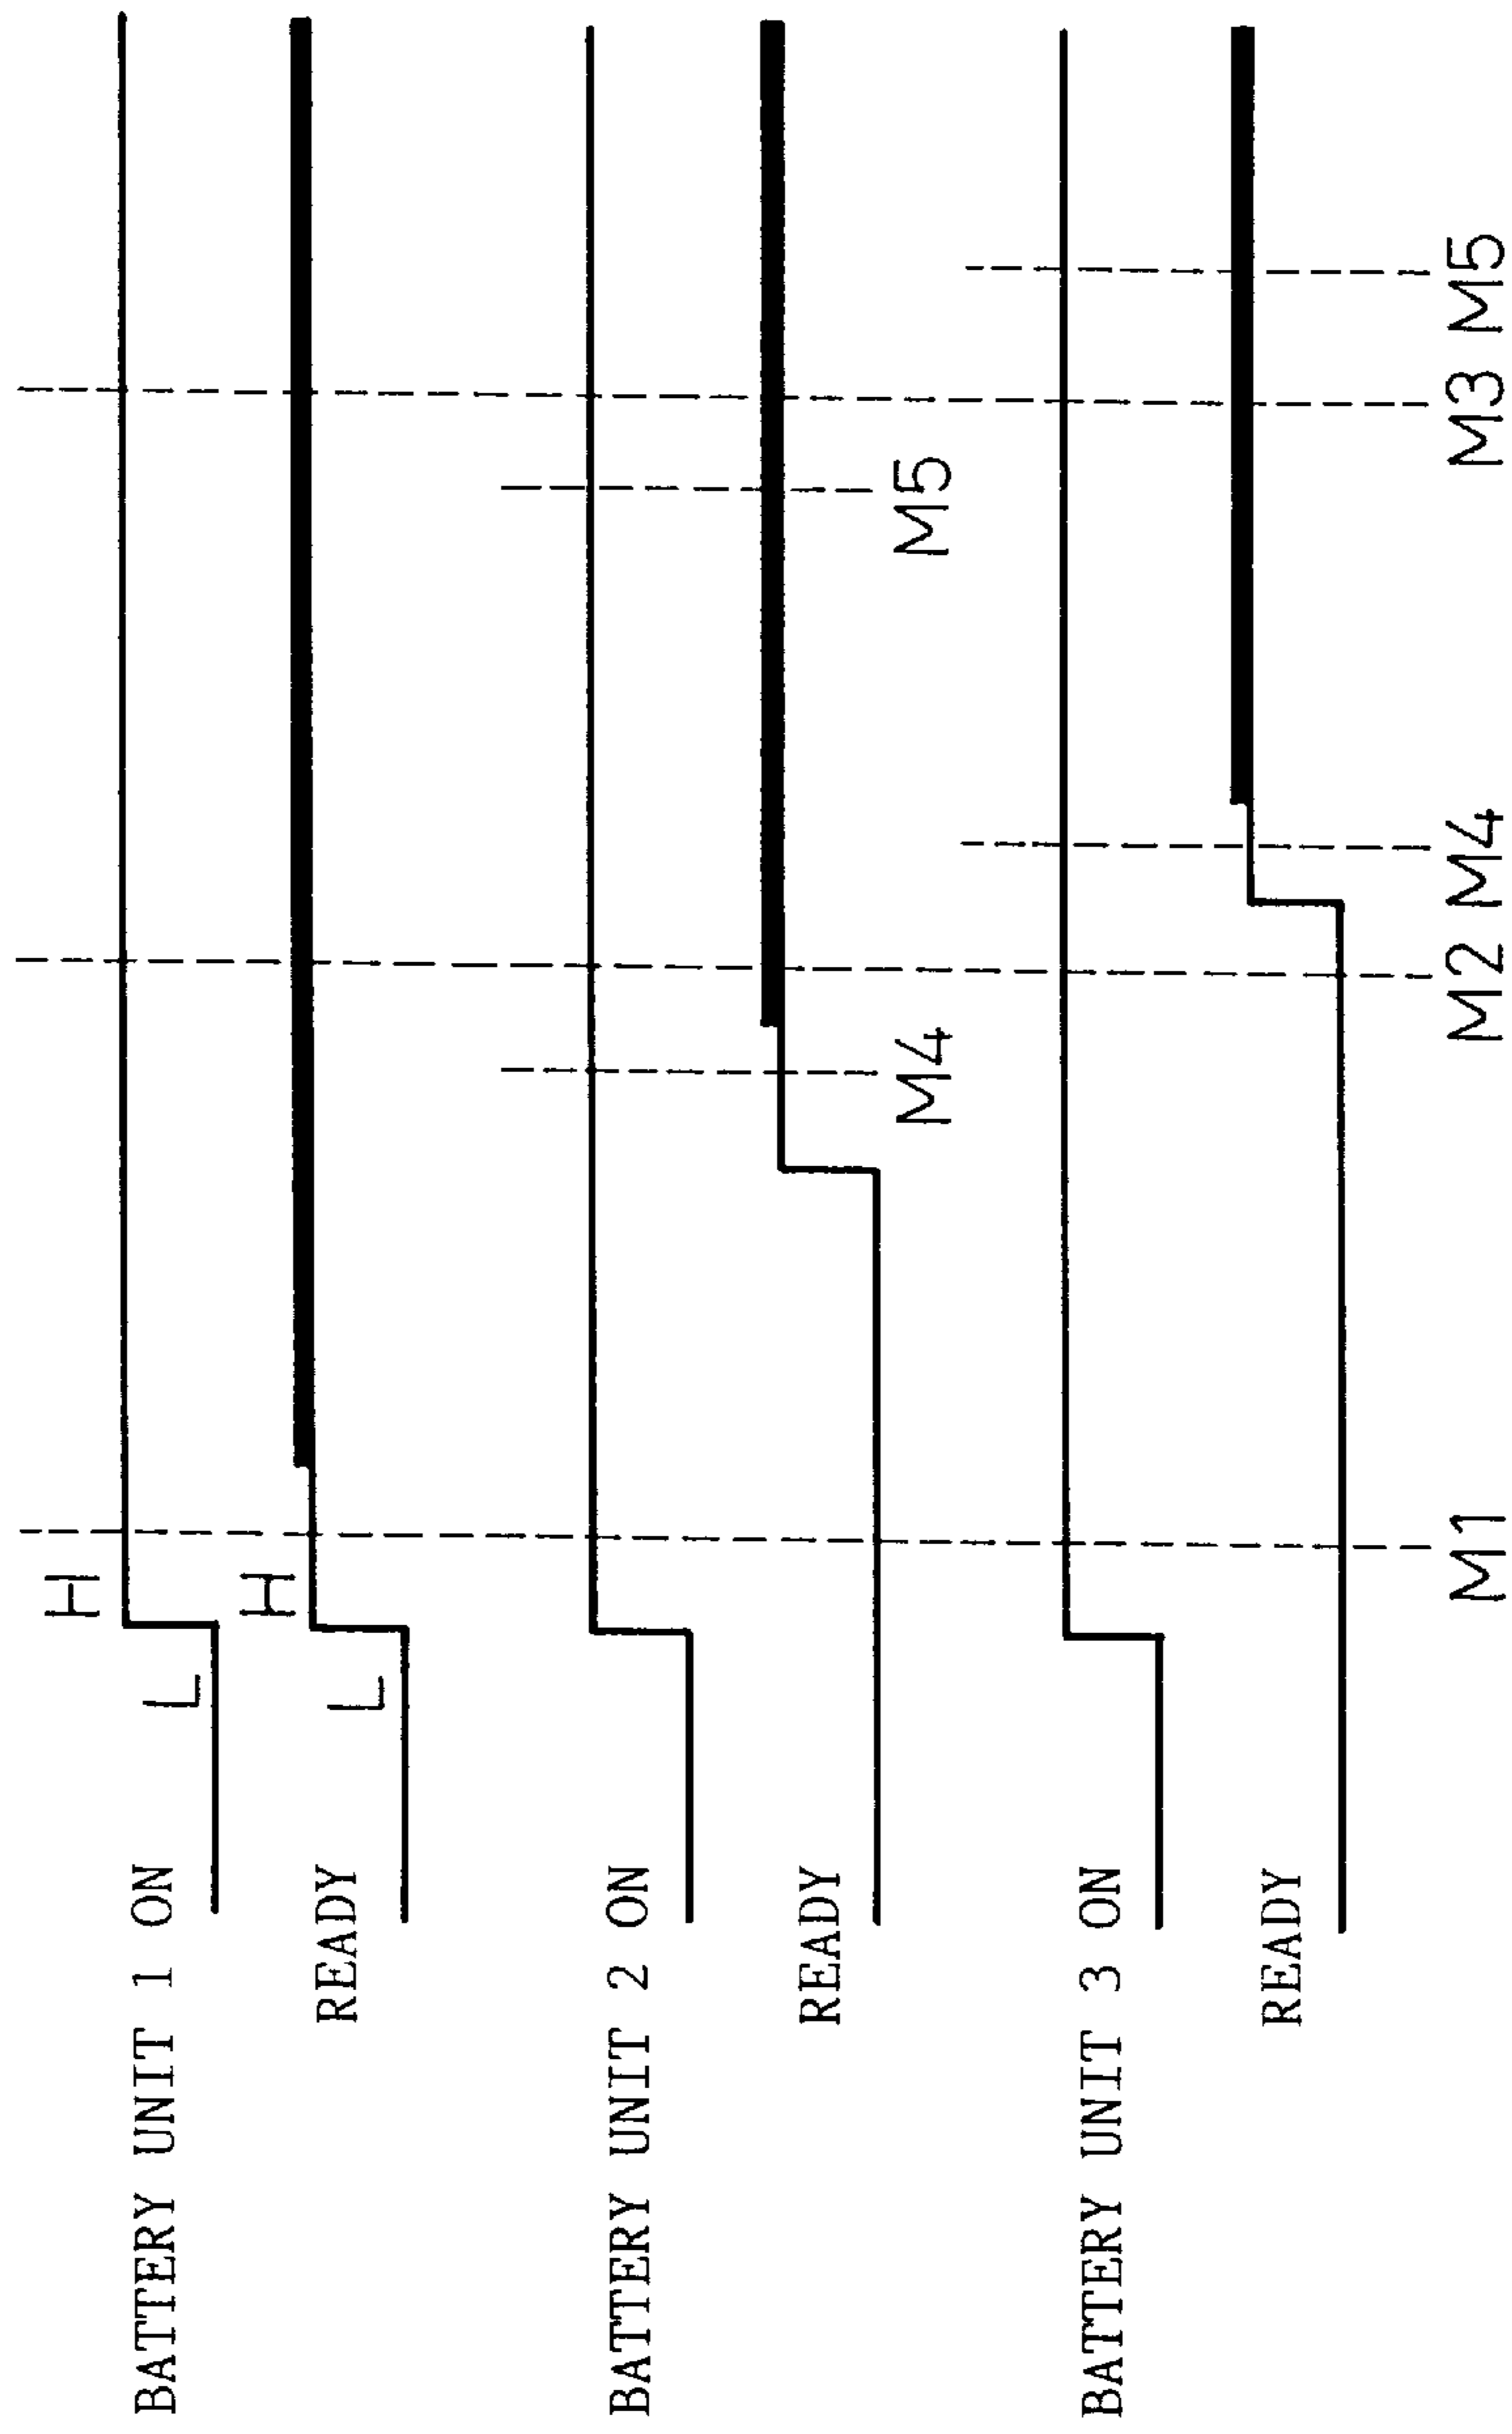 H
BATTERY UNIT 1 ON
L
H
READY
L
BATTERY UNIT 2 ON
READY
M4 M5
BATTERY UNIT 3 ON
READY
M1 M2 M4 M3 M5